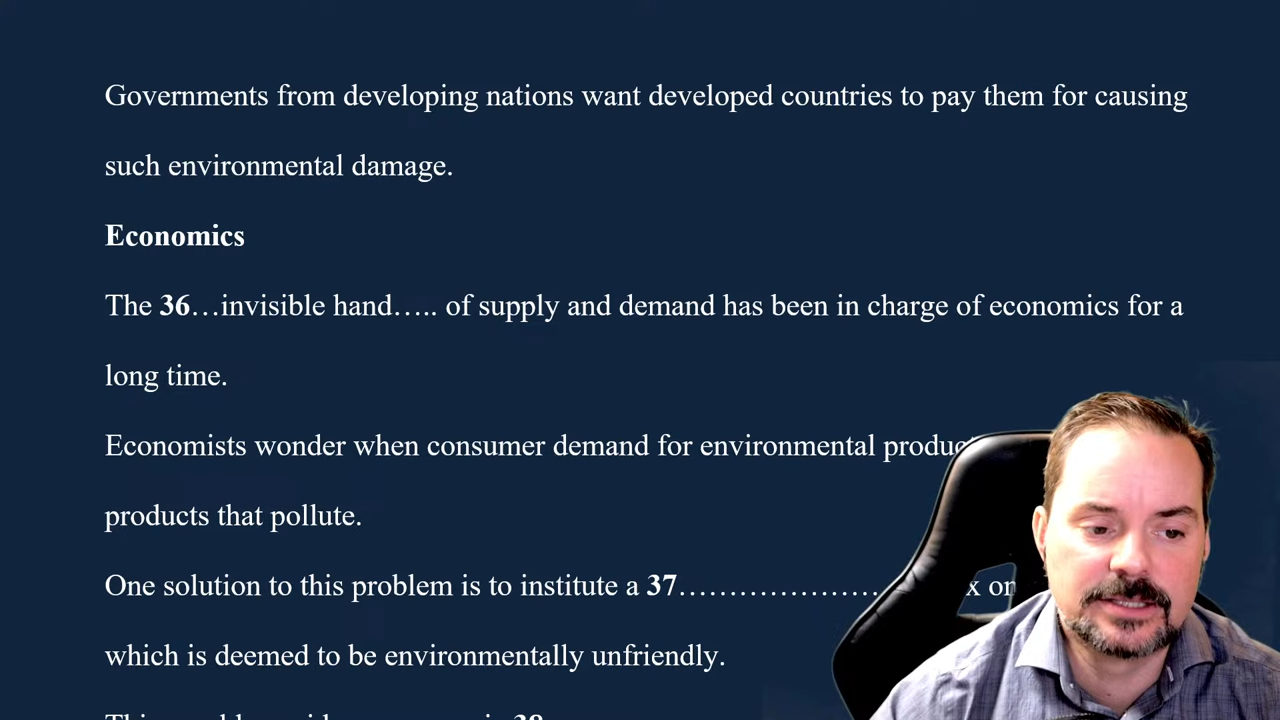 Governments from developing nations want developed countries to pay them for causing
such environmental damage.
Economics
The 36…invisible hand….. of supply and demand has been in charge of economics for a
long time.
Economists wonder when consumer demand for environmental
products that pollute.
One solution to this problem is to institute a 37…………………
which is deemed to be environmentally unfriendly.